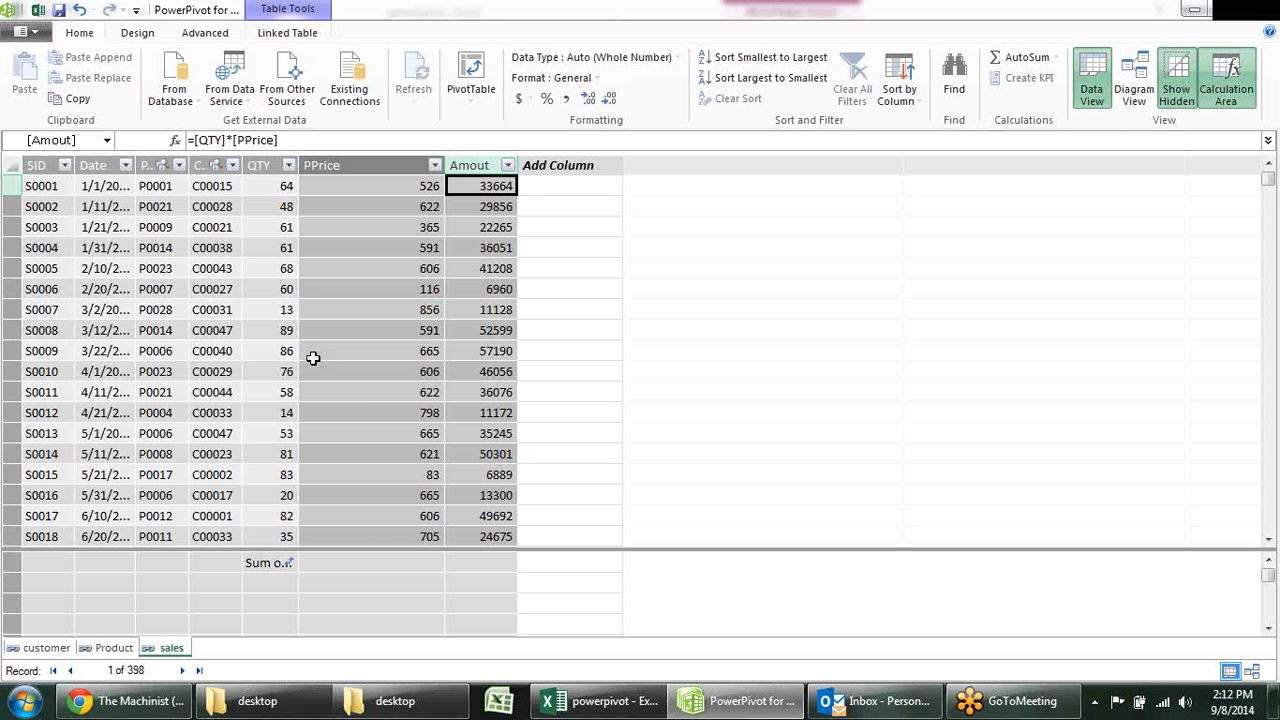 PowerPivot for ... Table Tools
Home Design Advanced Linked Table
Paste Paste Append Paste Replace Copy Clipboard
From Database From Data Service From Other Sources Existing Connections Get External Data
Refresh PivotTable
Data Type : Auto (Whole Number) Format : General $ % , .00 .0 Formatting
Sort Smallest to Largest Sort Largest to Smallest Clear Sort Clear All Filters Sort by Column Sort and Filter
Find Find
AutoSum Create KPI Calculations
Data View Diagram View Show Hidden Calculation Area View
[Amout] fx =[QTY]*[PPrice]
SID Date P.. C. QTY PPrice Amout Add Column
S0001 1/1/20... P0001 C00015 64 526 33664
S0002 1/11/2... P0021 C00028 48 622 29856
S0003 1/21/2... P0009 C00021 61 365 22265
S0004 1/31/2... P0014 C00038 61 591 36051
S0005 2/10/2... P0023 C00043 68 606 41208
S0006 2/20/2... P0007 C00027 60 116 6960
S0007 3/2/20... P0028 C00031 13 856 11128
S0008 3/12/2... P0014 C00047 89 591 52599
S0009 3/22/2... P0006 C00040 86 665 57190
S0010 4/1/20... P0023 C00029 76 606 46056
S0011 4/11/2... P0021 C00044 58 622 36076
S0012 4/21/2... P0004 C00033 14 798 11172
S0013 5/1/20... P0006 C00047 53 665 35245
S0014 5/11/2... P0008 C00023 81 621 50301
S0015 5/21/2... P0017 C00002 83 83 6889
S0016 5/31/2... P0006 C00017 20 665 13300
S0017 6/10/2... P0012 C00001 82 606 49692
S0018 6/20/2... P0011 C00033 35 705 24675
Sum o...
customer Product sales
Record: 1 of 398
The Machinist (... desktop desktop powerpivot - Ex... PowerPivot for ... Inbox - Person... GoToMeeting 2:12 PM
9/8/2014